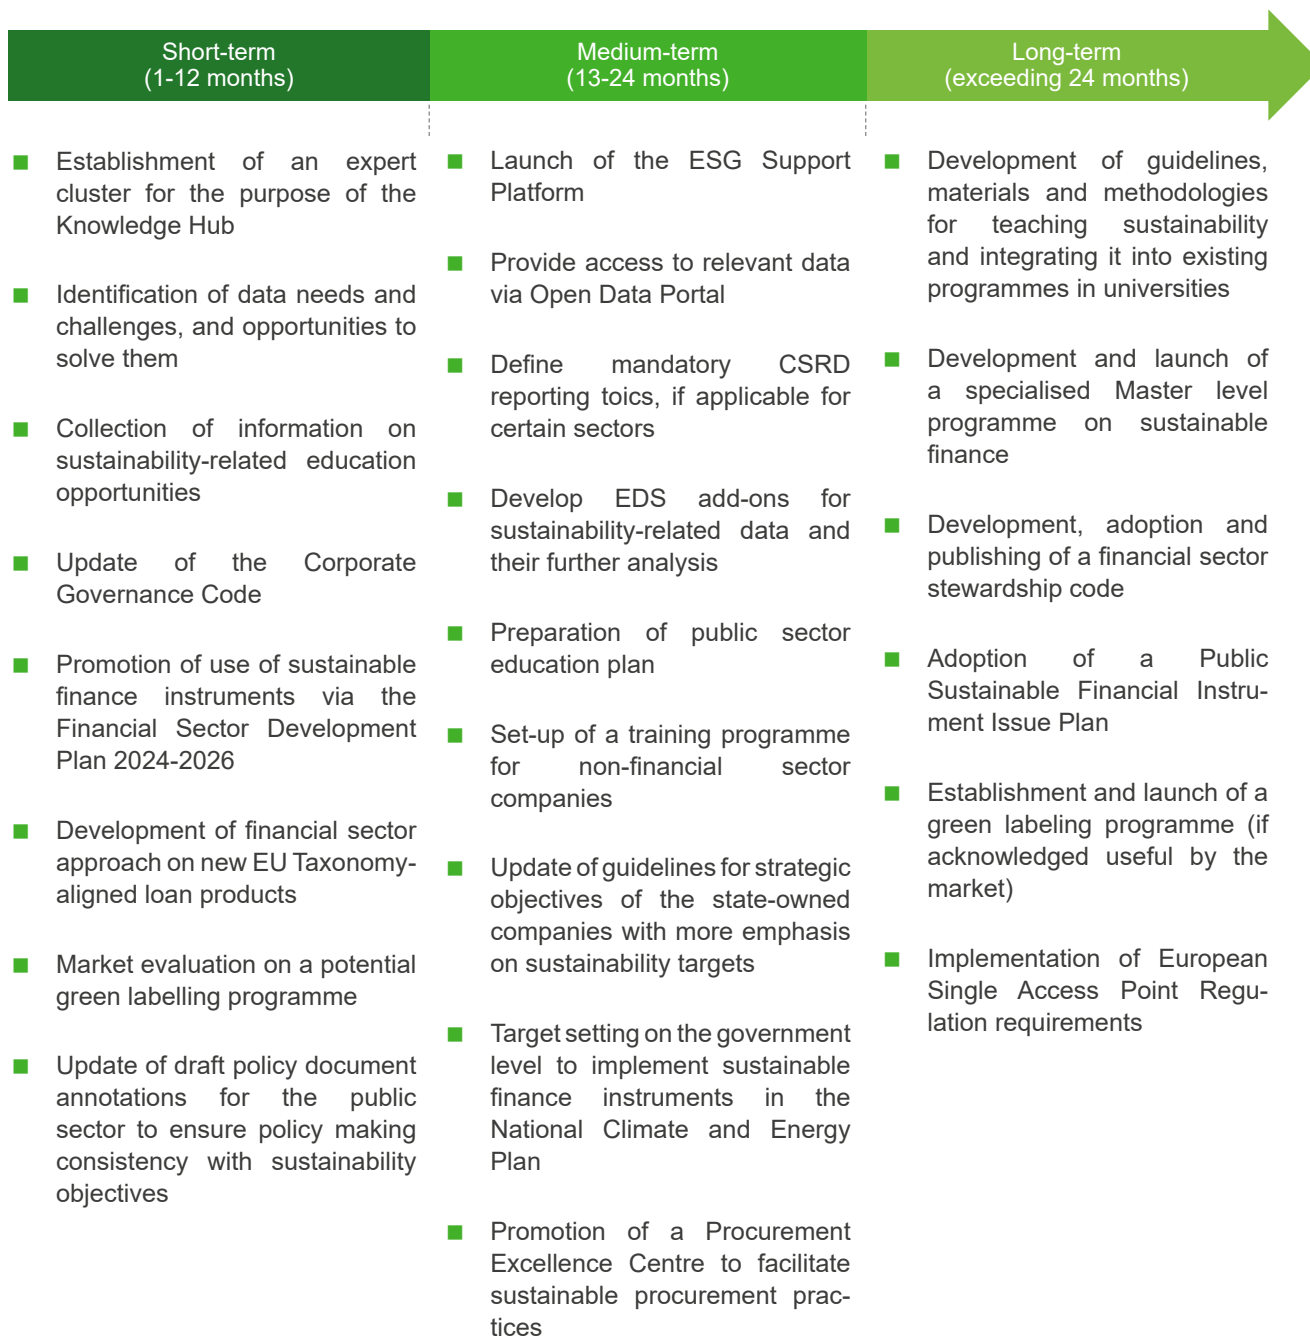 Short-term
(1-12 months)
Medium-term
(13-24 months)
Long-term
(exceeding 24 months)
Establishment of an expert
cluster for the purpose of the
Knowledge Hub
Identification of data needs and
challenges, and opportunities to
solve them
Collection of information on
sustainability-related education
opportunities
Update of the Corporate
Governance Code
Promotion of use of sustainable
finance instruments via the
Financial Sector Development
Plan 2024-2026
Development of financial sector
approach on new EU Taxonomy-
aligned loan products
Market evaluation on a potential
green labelling programme
Update of draft policy document
annotations for the public
sector to ensure policy making
consistency with sustainability
objectives
Launch of the ESG Support
Platform
Provide access to relevant data
via Open Data Portal
Define mandatory CSRD
reporting toics, if applicable for
certain sectors
Develop EDS add-ons for
sustainability-related data and
their further analysis
Preparation of public sector
education plan
Set-up of a training programme
for non-financial sector
companies
Update of guidelines for strategic
objectives of the state-owned
companies with more emphasis
on sustainability targets
Target setting on the government
level to implement sustainable
finance instruments in the
National Climate and Energy
Plan
Promotion of a Procurement
Excellence Centre to facilitate
sustainable procurement prac-
tices
Development of guidelines,
materials and methodologies
for teaching sustainability
and integrating it into existing
programmes in universities
Development and launch of
a specialised Master level
programme on sustainable
finance
Development, adoption and
publishing of a financial sector
stewardship code
Adoption of a Public
Sustainable Financial Instru-
ment Issue Plan
Establishment and launch of a
green labeling programme (if
acknowledged useful by the
market)
Implementation of European
Single Access Point Regu-
lation requirements